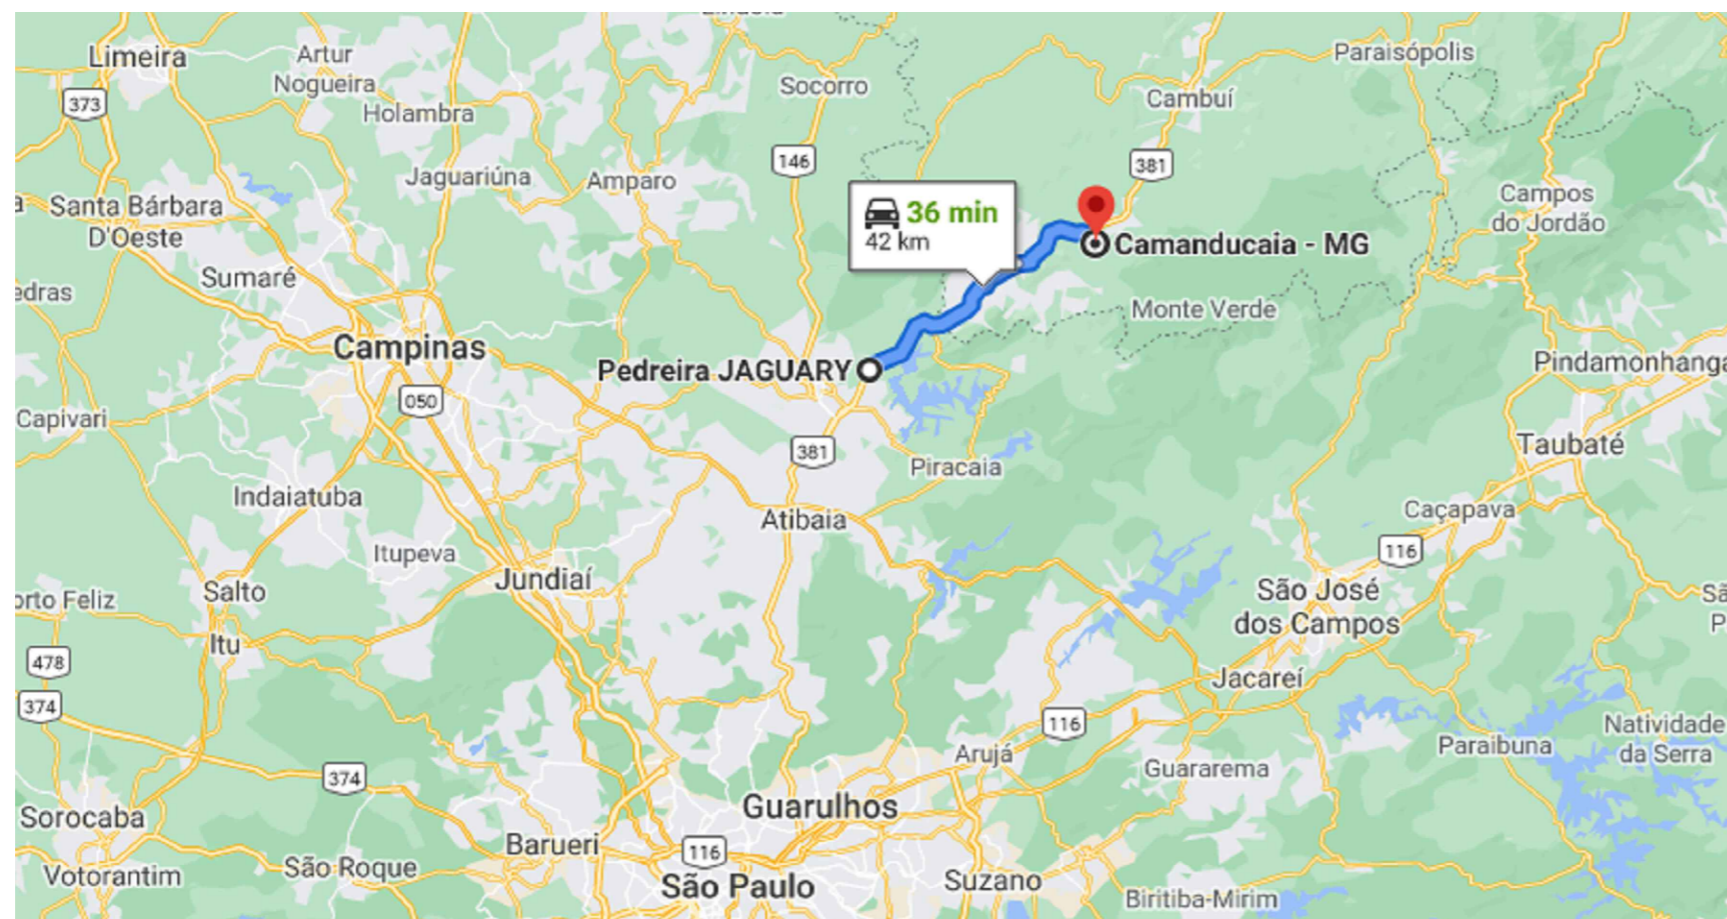 Limeira
Artur
Nogueira
Socorro
Paraisópolis
373
Holambra
Cambuí
146
381
Jaguariúna
Amparo
Campos
do Jordão
Santa Bárbara
D'Oeste
36 min
42 km
Camanducaia - MG
Sumaré
edras
Monte Verde
Campinas
Pedreira JAGUARY
Pindamonhanga
050
Capivari
381
Piracaia
Taubaté
Indaiatuba
Atibaia
Caçapava
Itupeva
116
Jundiaí
Salto
São José
dos Campos
orto Feliz
Itu
478
Jacareí
374
116
Natividade
da Serra
Arujá
Paraibuna
374
Guararema
Guarulhos
Sorocaba
Barueri
116
São Roque
Votorantim
São Paulo
Suzano
Biritiba-Mirim